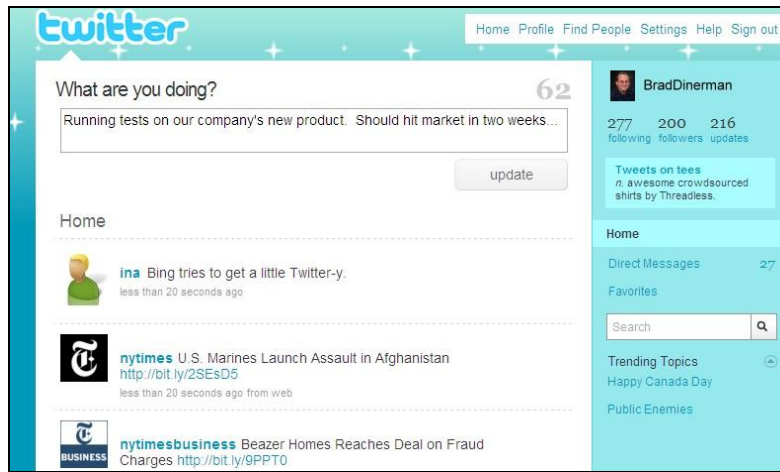 twitter
Home Profile Find People Settings Help Sign out
What are you doing?
62
Running tests on our company's new product.  Should hit market in two weeks...
update
Home
ina Bing tries to get a little Twitter-y.
less than 20 seconds ago
nytimes U.S. Marines Launch Assault in Afghanistan
http://bit.ly/2SEsD5
less than 20 seconds ago from web
BUSINESS
nytimesbusiness Beazer Homes Reaches Deal on Fraud
Charges http://bit.ly/9PPT0
BradDinerman
277 200 216
following followers updates
Tweets on tees
n. awesome crowdsourced
shirts by Threadless.
Home
Direct Messages 27
Favorites
Search
Trending Topics
Happy Canada Day
Public Enemies